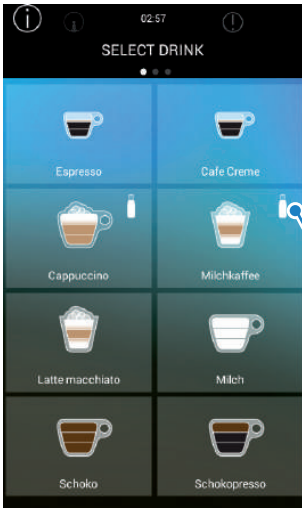 02:57
SELECT DRINK
Espresso
Cafe Creme
Cappuccino
Milchkaffee
Latte macchiato
Milch
Schoko
Schokopresso